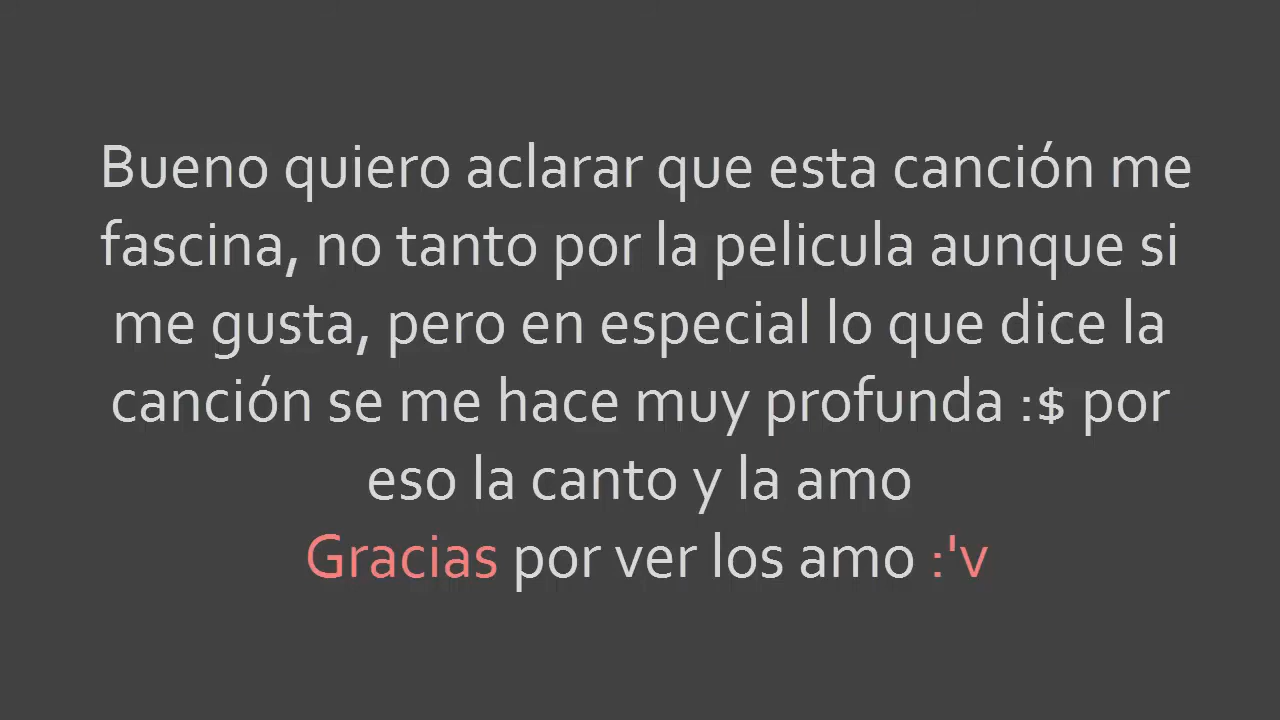 Bueno quiero aclarar que esta canción me
fascina, no tanto por la pelicula aunque si
me gusta, pero en especial lo que dice la
canción se me hace muy profunda :$ por
eso la canto y la amo
Gracias por ver los amo :'v